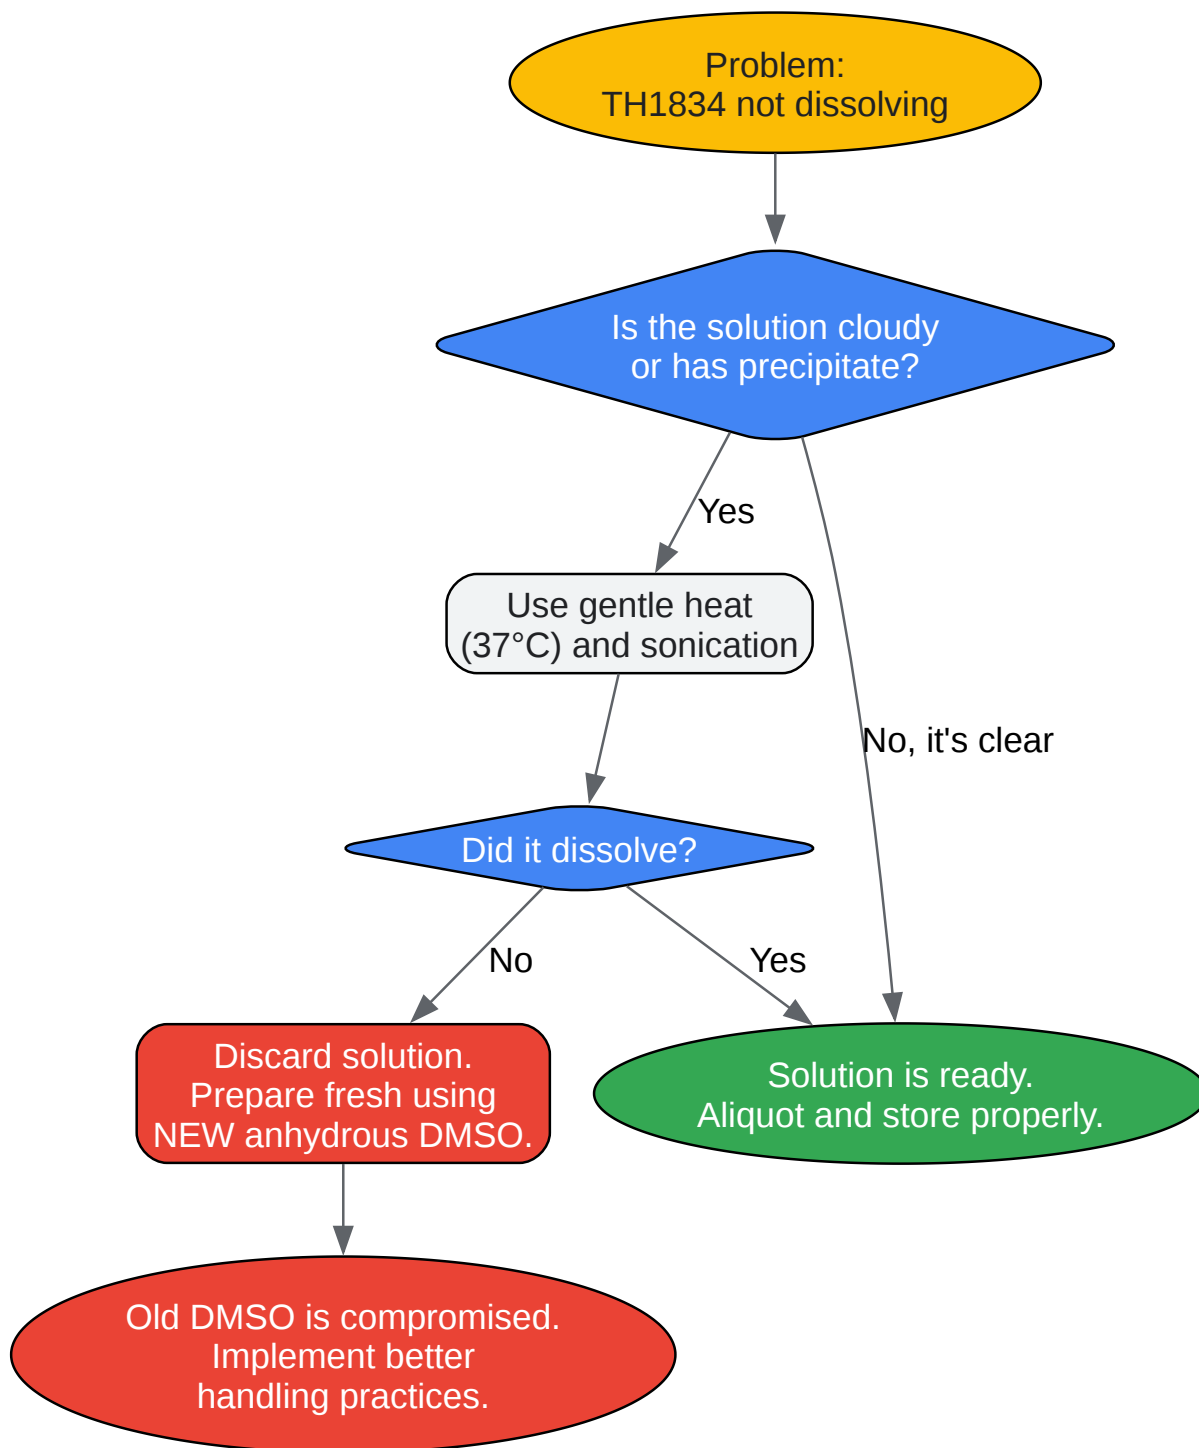 Problem:
TH1834 not dissolving
Is the solution cloudy
or has precipitate?
Yes
Use gentle heat
(37°C) and sonication
No, it's clear
Did it dissolve?
No
Yes
Discard solution.
Prepare fresh using
NEW anhydrous DMSO.
Solution is ready.
Aliquot and store properly.
Old DMSO is compromised.
Implement better
handling practices.